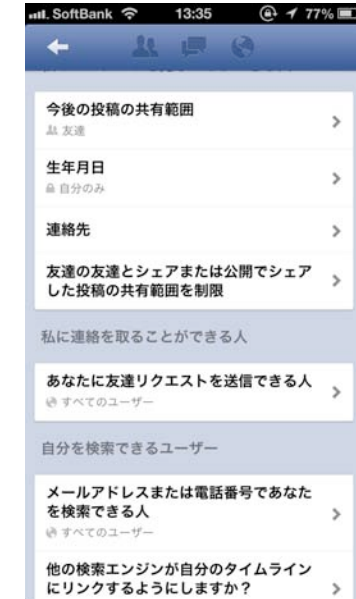 SoftBank 13:35 77%
今後の投稿の共有範囲
友達
生年月日
自分のみ
連絡先
友達の友達とシェアまたは公開でシェア
した投稿の共有範囲を制限
私に連絡を取ることができる人
あなたに友達リクエストを送信できる人
すべてのユーザー
自分を検索できるユーザー
メールアドレスまたは電話番号であなた
を検索できる人
すべてのユーザー
他の検索エンジンが自分のタイムライン
にリンクするようにしますか？